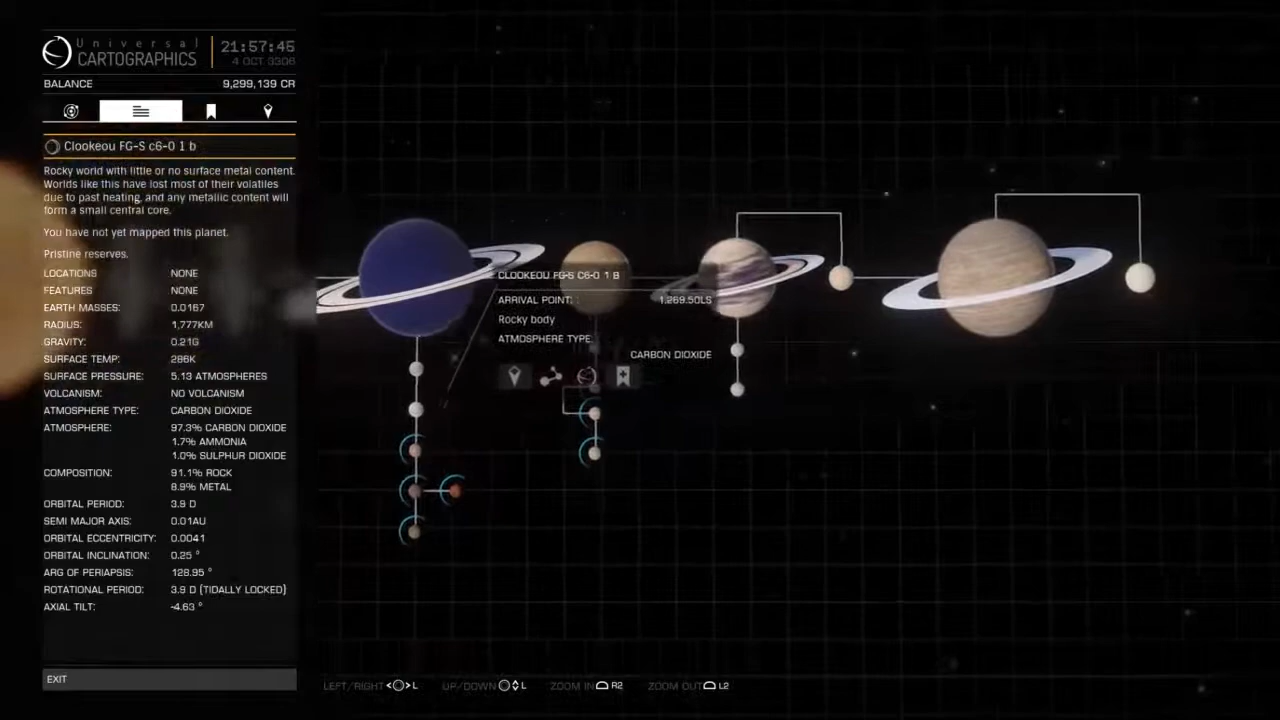 Universal
CARTOGRAPHICS
21:57:45
4 OCT 3306
BALANCE 9,299,139 CR
Clookeou FG-S c6-0 1 b
Rocky world with little or no surface metal content.
Worlds like this have lost most of their volatiles
due to past heating, and any metallic content will
form a small central core.
You have not yet mapped this planet.
Pristine reserves.
LOCATIONS NONE
FEATURES NONE
EARTH MASSES: 0.0167
RADIUS: 1,777KM
GRAVITY: 0.21G
SURFACE TEMP: 286K
SURFACE PRESSURE: 5.13 ATMOSPHERES
VOLCANISM: NO VOLCANISM
ATMOSPHERE TYPE: CARBON DIOXIDE
ATMOSPHERE: 97.3% CARBON DIOXIDE
1.7% AMMONIA
1.0% SULPHUR DIOXIDE
COMPOSITION: 91.1% ROCK
8.9% METAL
ORBITAL PERIOD: 3.9 D
SEMI MAJOR AXIS: 0.01AU
ORBITAL ECCENTRICITY: 0.0041
ORBITAL INCLINATION: 0.25 °
ARG OF PERIAPSIS: 128.95 °
ROTATIONAL PERIOD: 3.9 D (TIDALLY LOCKED)
AXIAL TILT: -4.63 °
EXIT
CLOOKEOU FG-S C6-0 1 B
ARRIVAL POINT: 1,269.50LS
Rocky body
ATMOSPHERE TYPE:
CARBON DIOXIDE
LEFT/RIGHT < > L UP/DOWN L ZOOM IN R2 ZOOM OUT L2